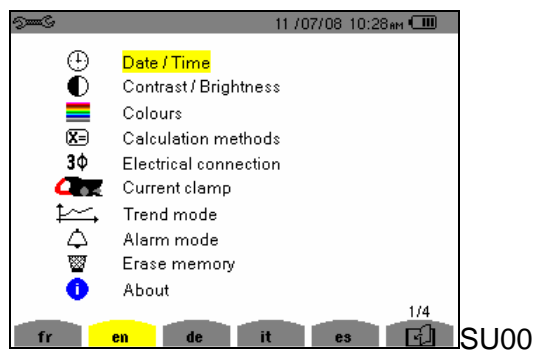 11/07/08 10:28AM
Date / Time
Contrast / Brightness
Colours
X= Calculation methods
3ϕ Electrical connection
Current clamp
Trend mode
Alarm mode
Erase memory
i About
1/4
fr en de it es
SU00